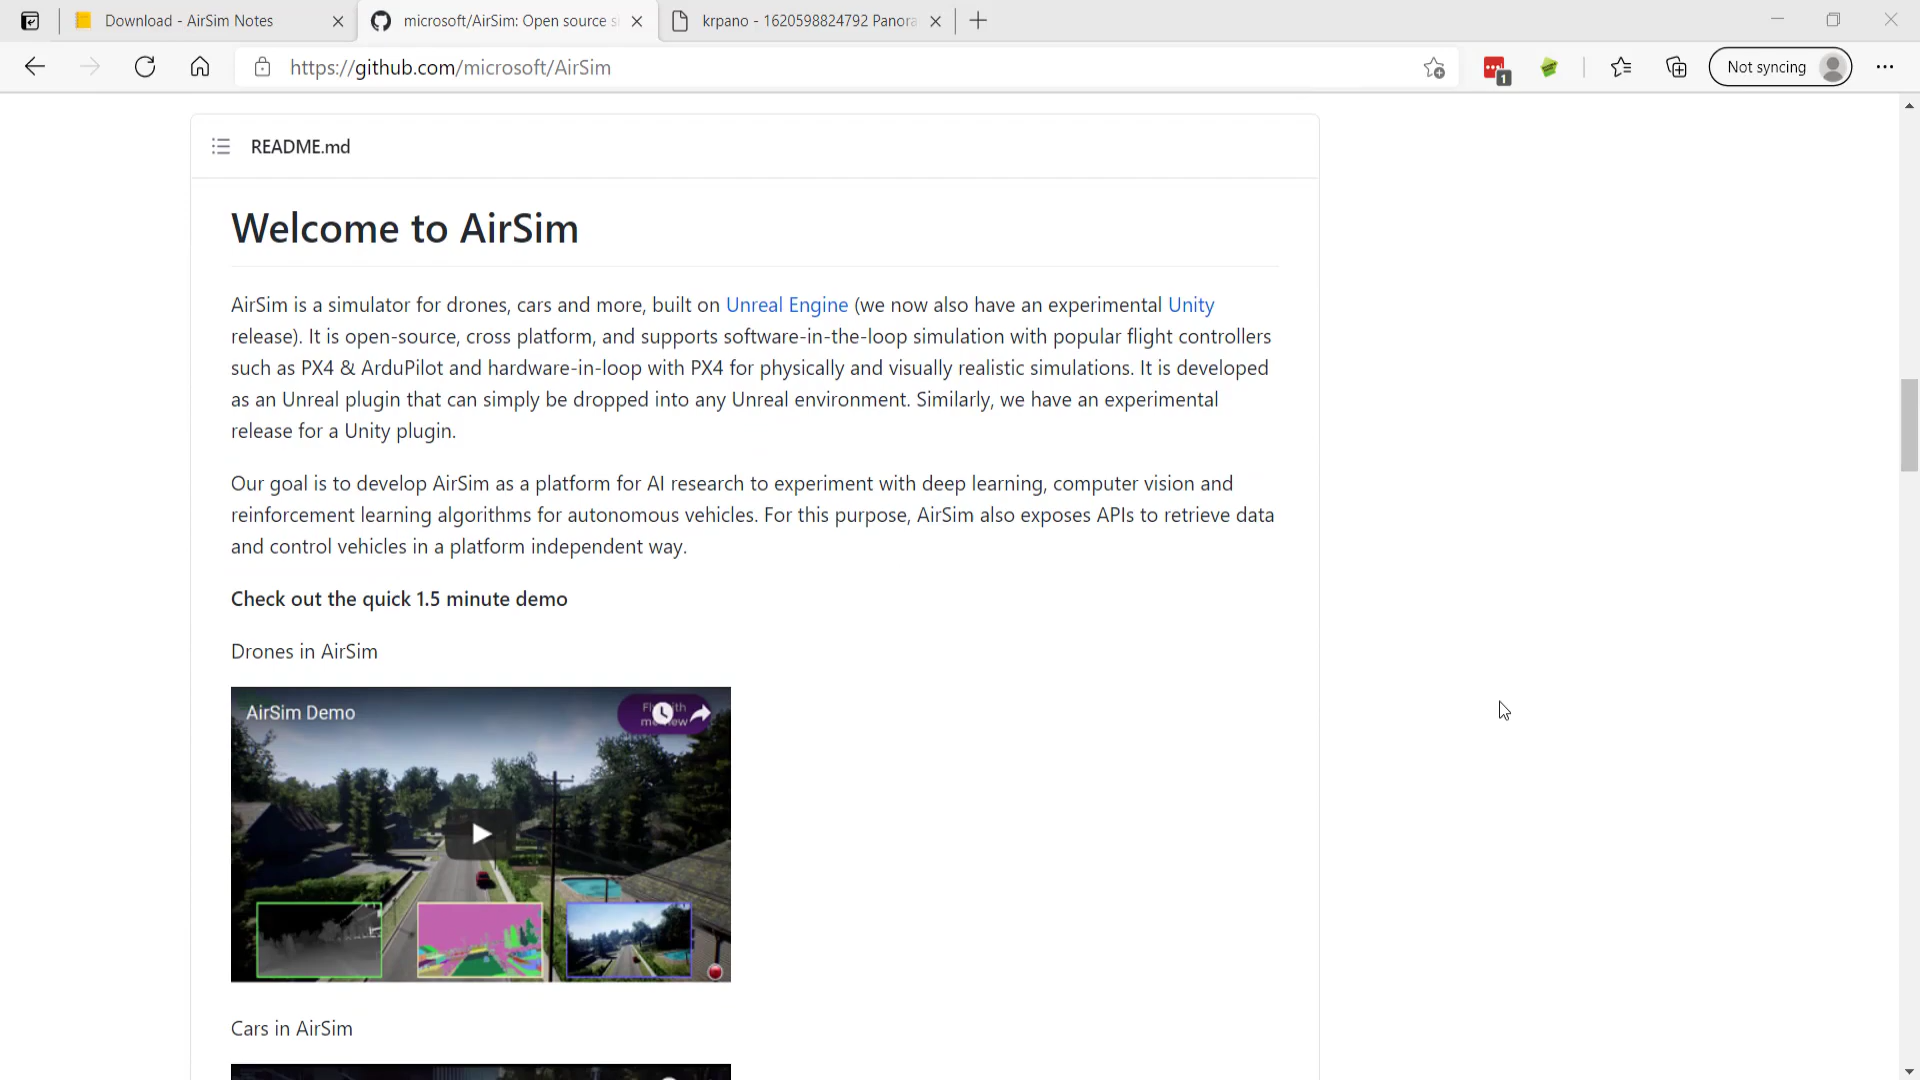 Download - AirSim Notes
microsoft/AirSim: Open source si
krpano - 1620598824792 Panora
https://github.com/microsoft/AirSim
1
Not syncing
README.md
Welcome to AirSim
AirSim is a simulator for drones, cars and more, built on Unreal Engine (we now also have an experimental Unity
release). It is open-source, cross platform, and supports software-in-the-loop simulation with popular flight controllers
such as PX4 & ArduPilot and hardware-in-loop with PX4 for physically and visually realistic simulations. It is developed
as an Unreal plugin that can simply be dropped into any Unreal environment. Similarly, we have an experimental
release for a Unity plugin.
Our goal is to develop AirSim as a platform for AI research to experiment with deep learning, computer vision and
reinforcement learning algorithms for autonomous vehicles. For this purpose, AirSim also exposes APIs to retrieve data
and control vehicles in a platform independent way.
Check out the quick 1.5 minute demo
Drones in AirSim
AirSim Demo
Cars in AirSim